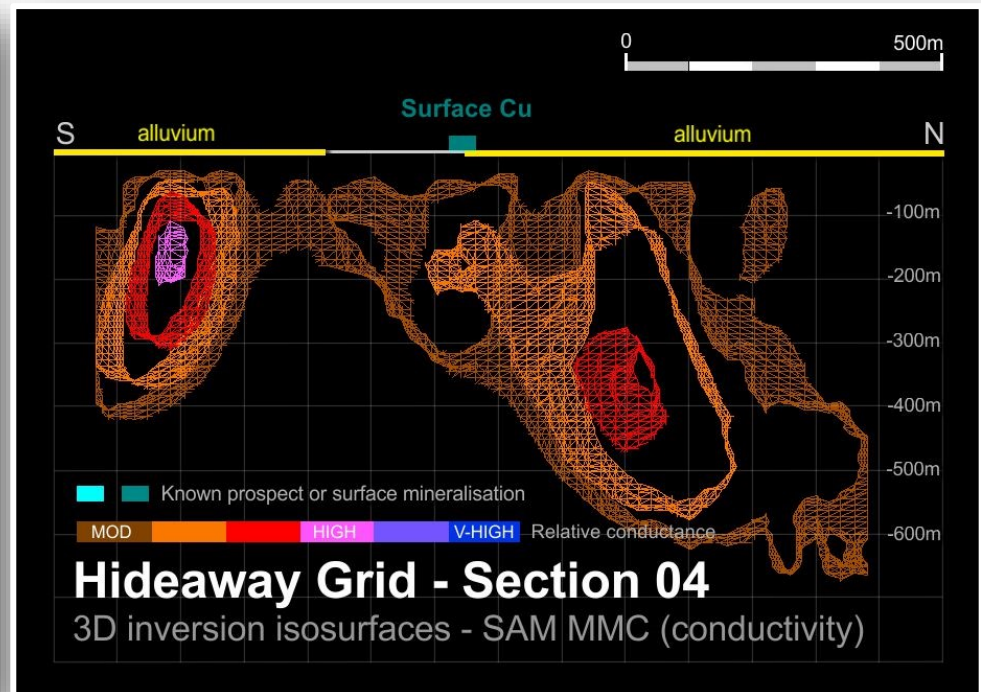 0 500m
Surface Cu
S alluvium alluvium N
-100m
-200m
-300m
-400m
-500m
Known prospect or surface mineralisation
MOD HIGH V-HIGH Relative conductance
-600m
Hideaway Grid - Section 04
3D inversion isosurfaces - SAM MMC (conductivity)